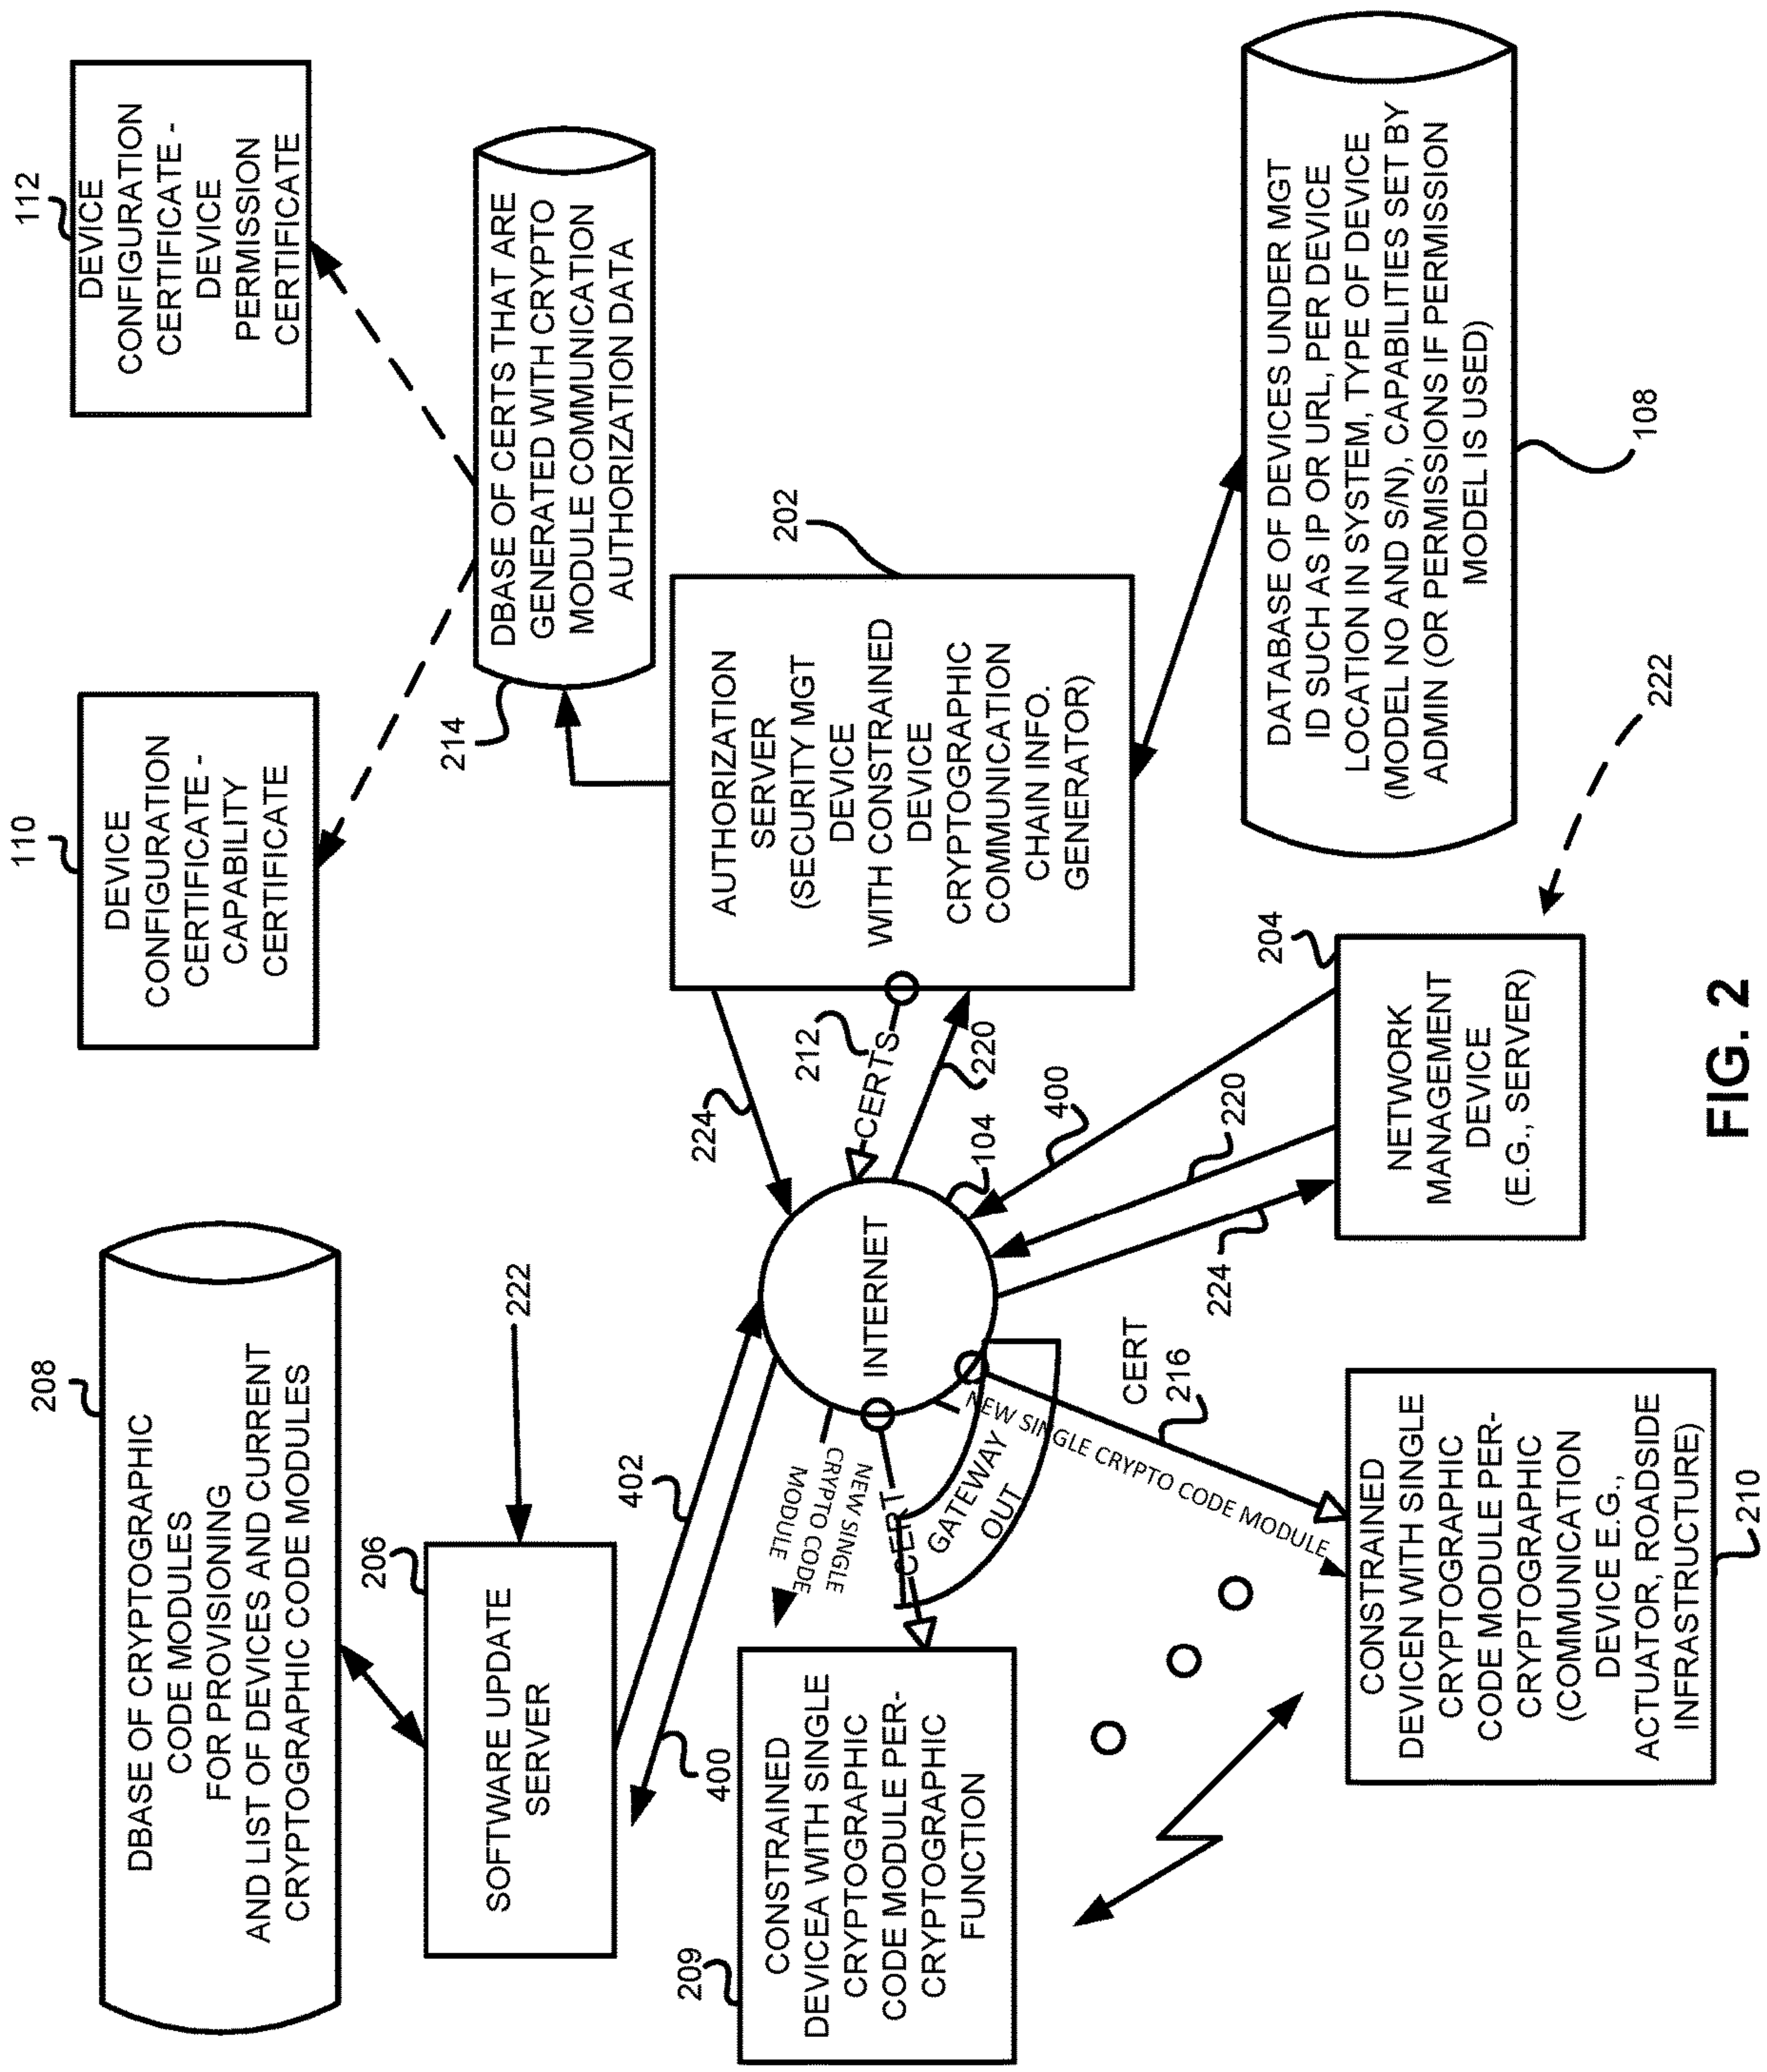 208
DBASE OF CRYPTOGRAPHIC
CODE MODULES
FOR PROVISIONING
AND LIST OF DEVICES AND CURRENT
CRYPTOGRAPHIC CODE MODULES
110
DEVICE
CONFIGURATION
CERTIFICATE -
CAPABILITY
CERTIFICATE
112
DEVICE
CONFIGURATION
CERTIFICATE -
DEVICE
PERMISSION
CERTIFICATE
206
SOFTWARE UPDATE
SERVER
222
214
DBASE OF CERTS THAT ARE
GENERATED WITH CRYPTO
MODULE COMMUNICATION
AUTHORIZATION DATA
402
400
224
212
CERTS
220
202
AUTHORIZATION
SERVER
(SECURITY MGT
DEVICE
WITH CONSTRAINED
DEVICE
CRYPTOGRAPHIC
COMMUNICATION
CHAIN INFO.
GENERATOR)
INTERNET
104
NEW SINGLE
CRYPTO CODE
MODULE
CERT
GATEWAY
OUT
NEW SINGLE CRYPTO CODE MODULE
209
CONSTRAINED
DEVICEA WITH SINGLE
CRYPTOGRAPHIC
CODE MODULE PER-
CRYPTOGRAPHIC
FUNCTION
CERT
216
400
220
224
204
NETWORK
MANAGEMENT
DEVICE
(E.G., SERVER)
222
DATABASE OF DEVICES UNDER MGT
ID SUCH AS IP OR URL, PER DEVICE
LOCATION IN SYSTEM, TYPE OF DEVICE
(MODEL NO AND S/N), CAPABILITIES SET BY
ADMIN (OR PERMISSIONS IF PERMISSION
MODEL IS USED)
108
CONSTRAINED
DEVICEN WITH SINGLE
CRYPTOGRAPHIC
CODE MODULE PER-
CRYPTOGRAPHIC
(COMMUNICATION
DEVICE E.G.,
ACTUATOR, ROADSIDE
INFRASTRUCTURE)
210
FIG. 2